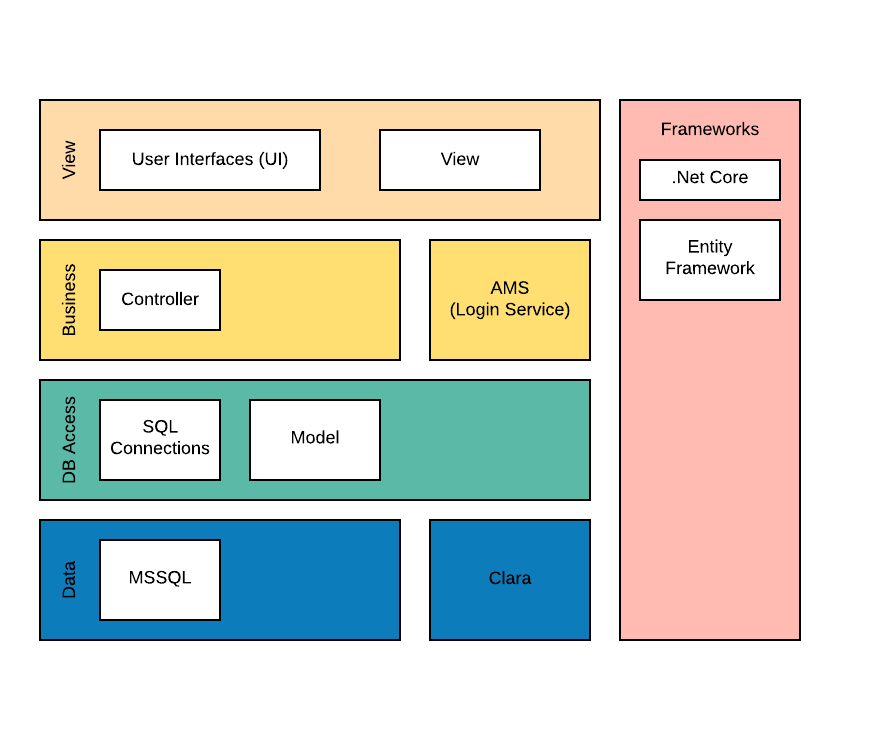 View
User Interfaces (UI)
View
Frameworks
.Net Core
Entity
Framework
Business
Controller
AMS
(Login Service)
DB Access
SQL
Connections
Model
Data
MSSQL
Clara